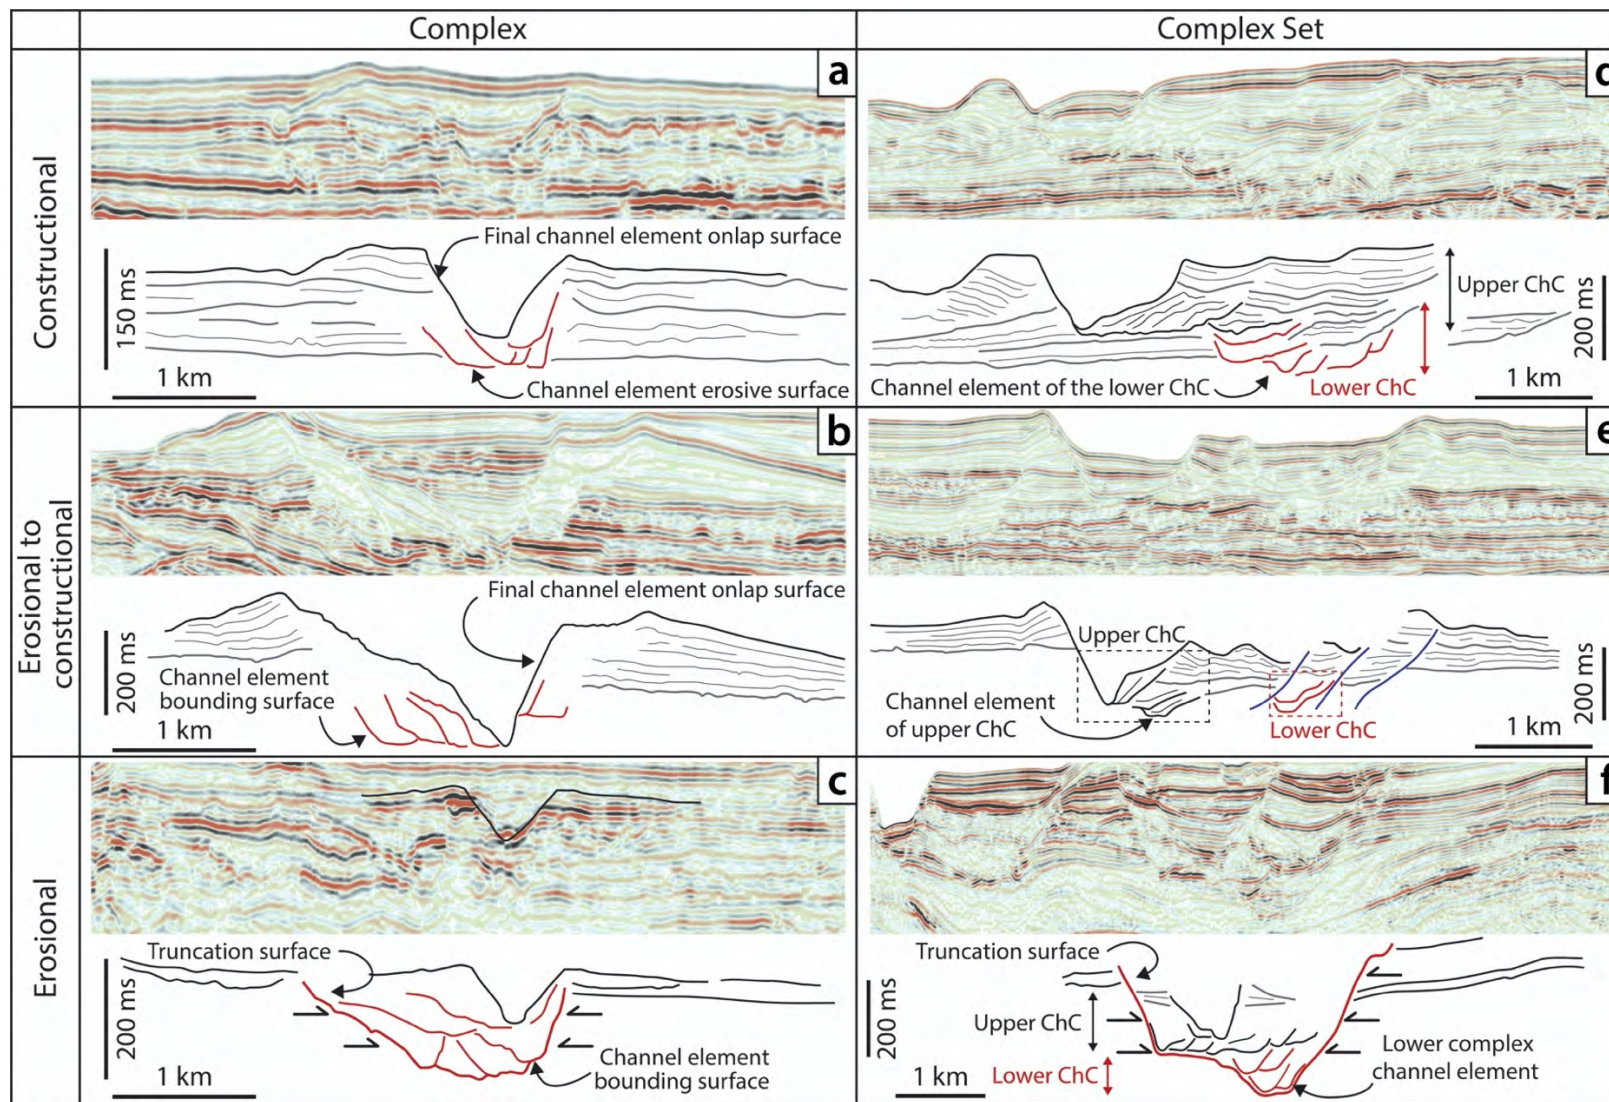 Complex
Complex Set
Constructional
a
Final channel element onlap surface
150 ms
1 km
Channel element erosive surface
d
Upper ChC
200 ms
Channel element of the lower ChC
Lower ChC
1 km
Erosional to
constructional
b
Final channel element onlap surface
200 ms
Channel element
bounding surface
1 km
e
Upper ChC
Channel element
of upper ChC
Lower ChC
200 ms
1 km
Erosional
c
Truncation surface
200 ms
Channel element
bounding surface
1 km
f
Truncation surface
200 ms
Upper ChC
Lower ChC
Lower complex
channel element
1 km